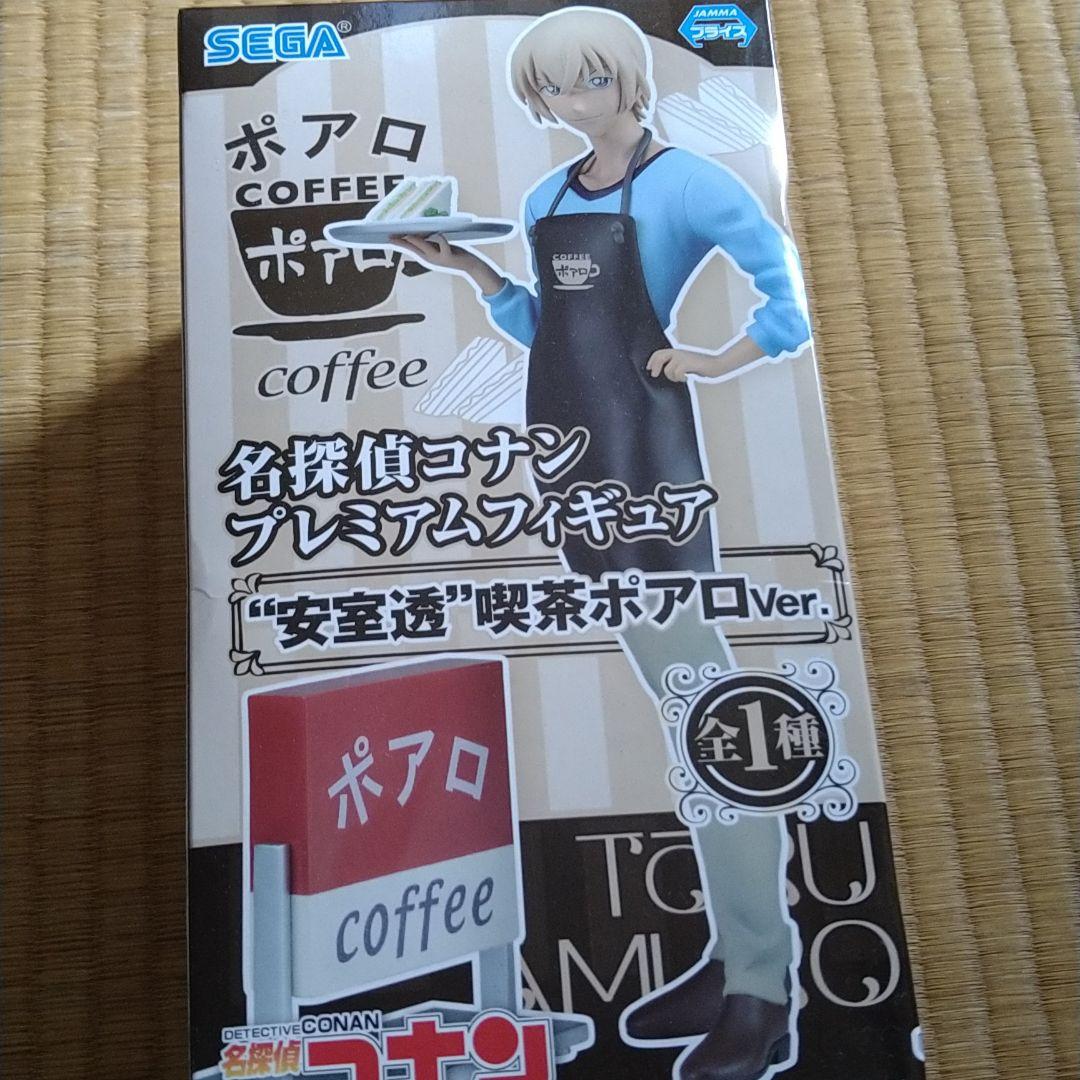 SEGA®
JAMMA
プライズ
ポアロ
COFFEE
ポアロ
coffee
COFFEE
ポアロ
名探偵コナン
プレミアムフィギュア
“安室透”喫茶ポアロVer.
全1種
ポアロ
coffee
TORU
AMURO
DETECTIVE CONAN
名探偵
コナン